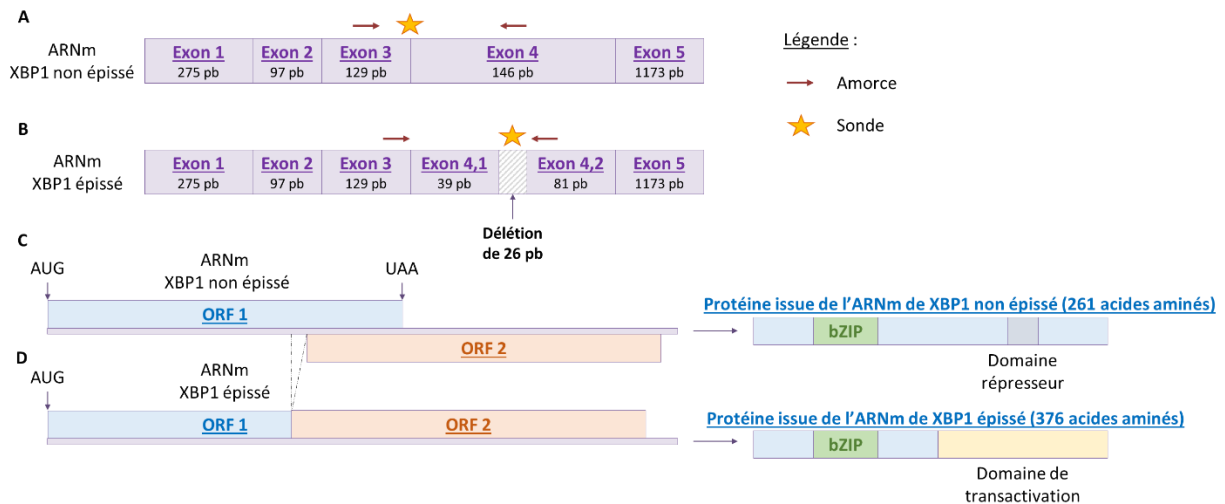 A
ARNm
XBP1 non épissé
Exon 1
275 pb
Exon 2
97 pb
Exon 3
129 pb
Exon 4
146 pb
Exon 5
1173 pb
Légende :
Amorce
Sonde
B
ARNm
XBP1 épissé
Exon 1
275 pb
Exon 2
97 pb
Exon 3
129 pb
Exon 4,1
39 pb
Exon 4,2
81 pb
Exon 5
1173 pb
Délétion
de 26 pb
C
AUG
ARNm
XBP1 non épissé
UAA
ORF 1
ORF 2
Protéine issue de l'ARNm de XBP1 non épissé (261 acides aminés)
bZIP
Domaine
répresseur
D
AUG
ARNm
XBP1 épissé
ORF 1
ORF 2
Protéine issue de l'ARNm de XBP1 épissé (376 acides aminés)
bZIP
Domaine de
transactivation